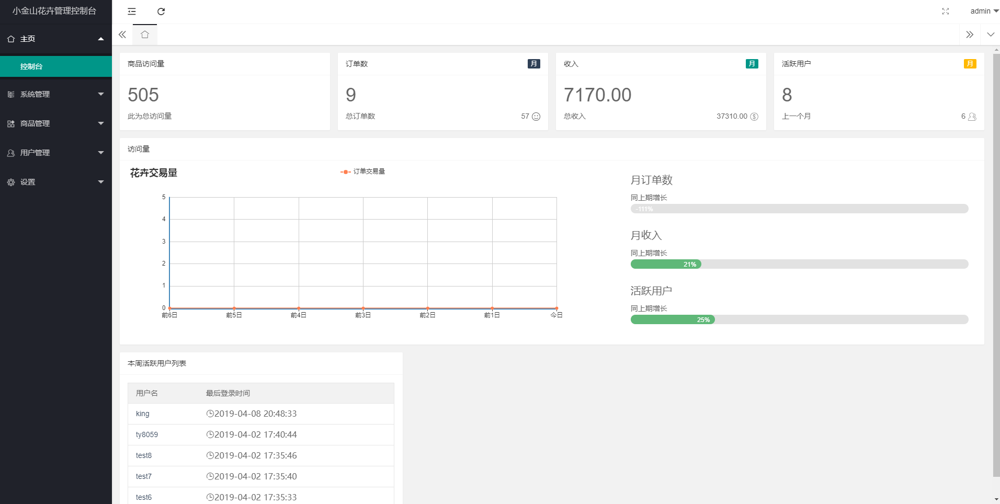 小金山花卉管理控制台
admin
主页
控制台
系统管理
商品管理
用户管理
设置
商品访问量
505
此为总访问量
订单数
月
9
总订单数
57
收入
月
7170.00
总收入
37310.00
活跃用户
月
8
上一个月
6
访问量
花卉交易量
订单交易量
5
4
3
2
1
0
前6日
前5日
前4日
前3日
前2日
前1日
今日
月订单数
同上期增长
-111%
月收入
同上期增长
21%
活跃用户
同上期增长
25%
本周活跃用户列表
用户名 最后登录时间
king 2019-04-08 20:48:33
ty8059 2019-04-02 17:40:44
test8 2019-04-02 17:35:46
test7 2019-04-02 17:35:40
test6 2019-04-02 17:35:33